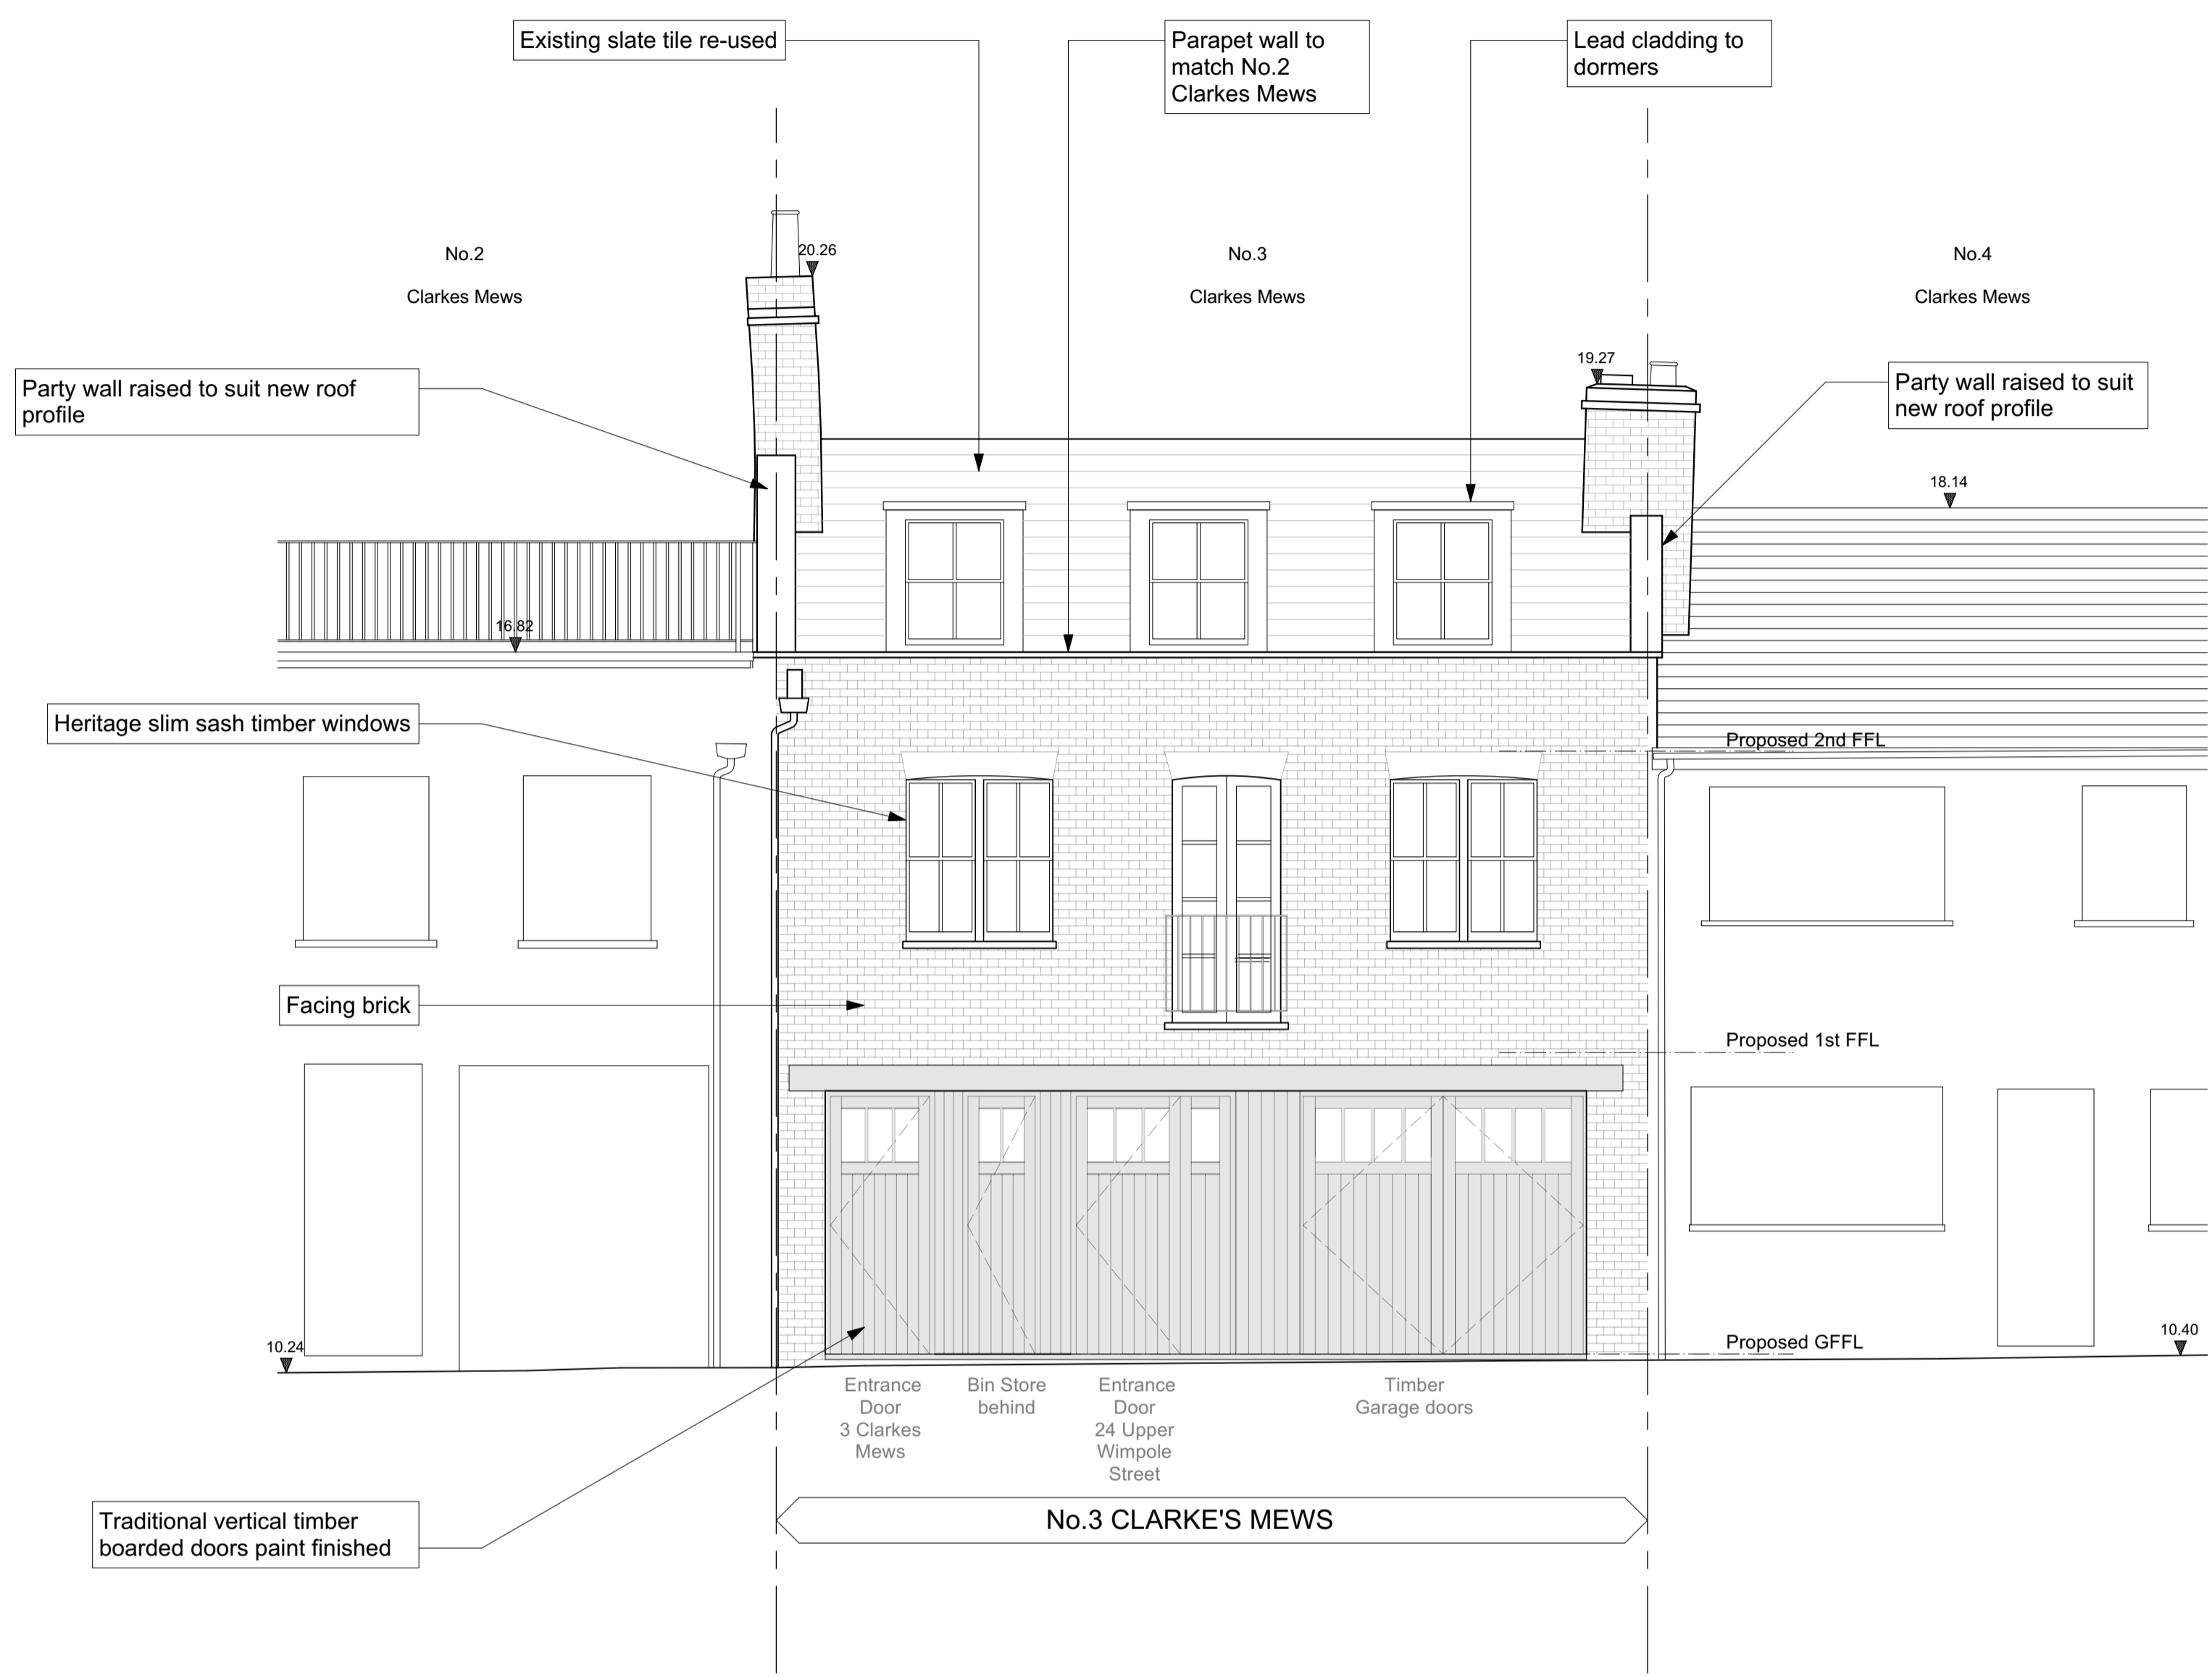 Existing slate tile re-used
Parapet wall to
match No.2
Clarkes Mews
Lead cladding to
dormers
No.2
Clarkes Mews
20.26
No.3
Clarkes Mews
No.4
Clarkes Mews
19.27
Party wall raised to suit new roof
profile
Party wall raised to suit
new roof profile
18.14
16.82
Heritage slim sash timber windows
Proposed 2nd FFL
Facing brick
Proposed 1st FFL
10.24
Proposed GFFL
10.40
Entrance
Door
3 Clarkes
Mews
Bin Store
behind
Entrance
Door
24 Upper
Wimpole
Street
Timber
Garage doors
No.3 CLARKE'S MEWS
Traditional vertical timber
boarded doors paint finished